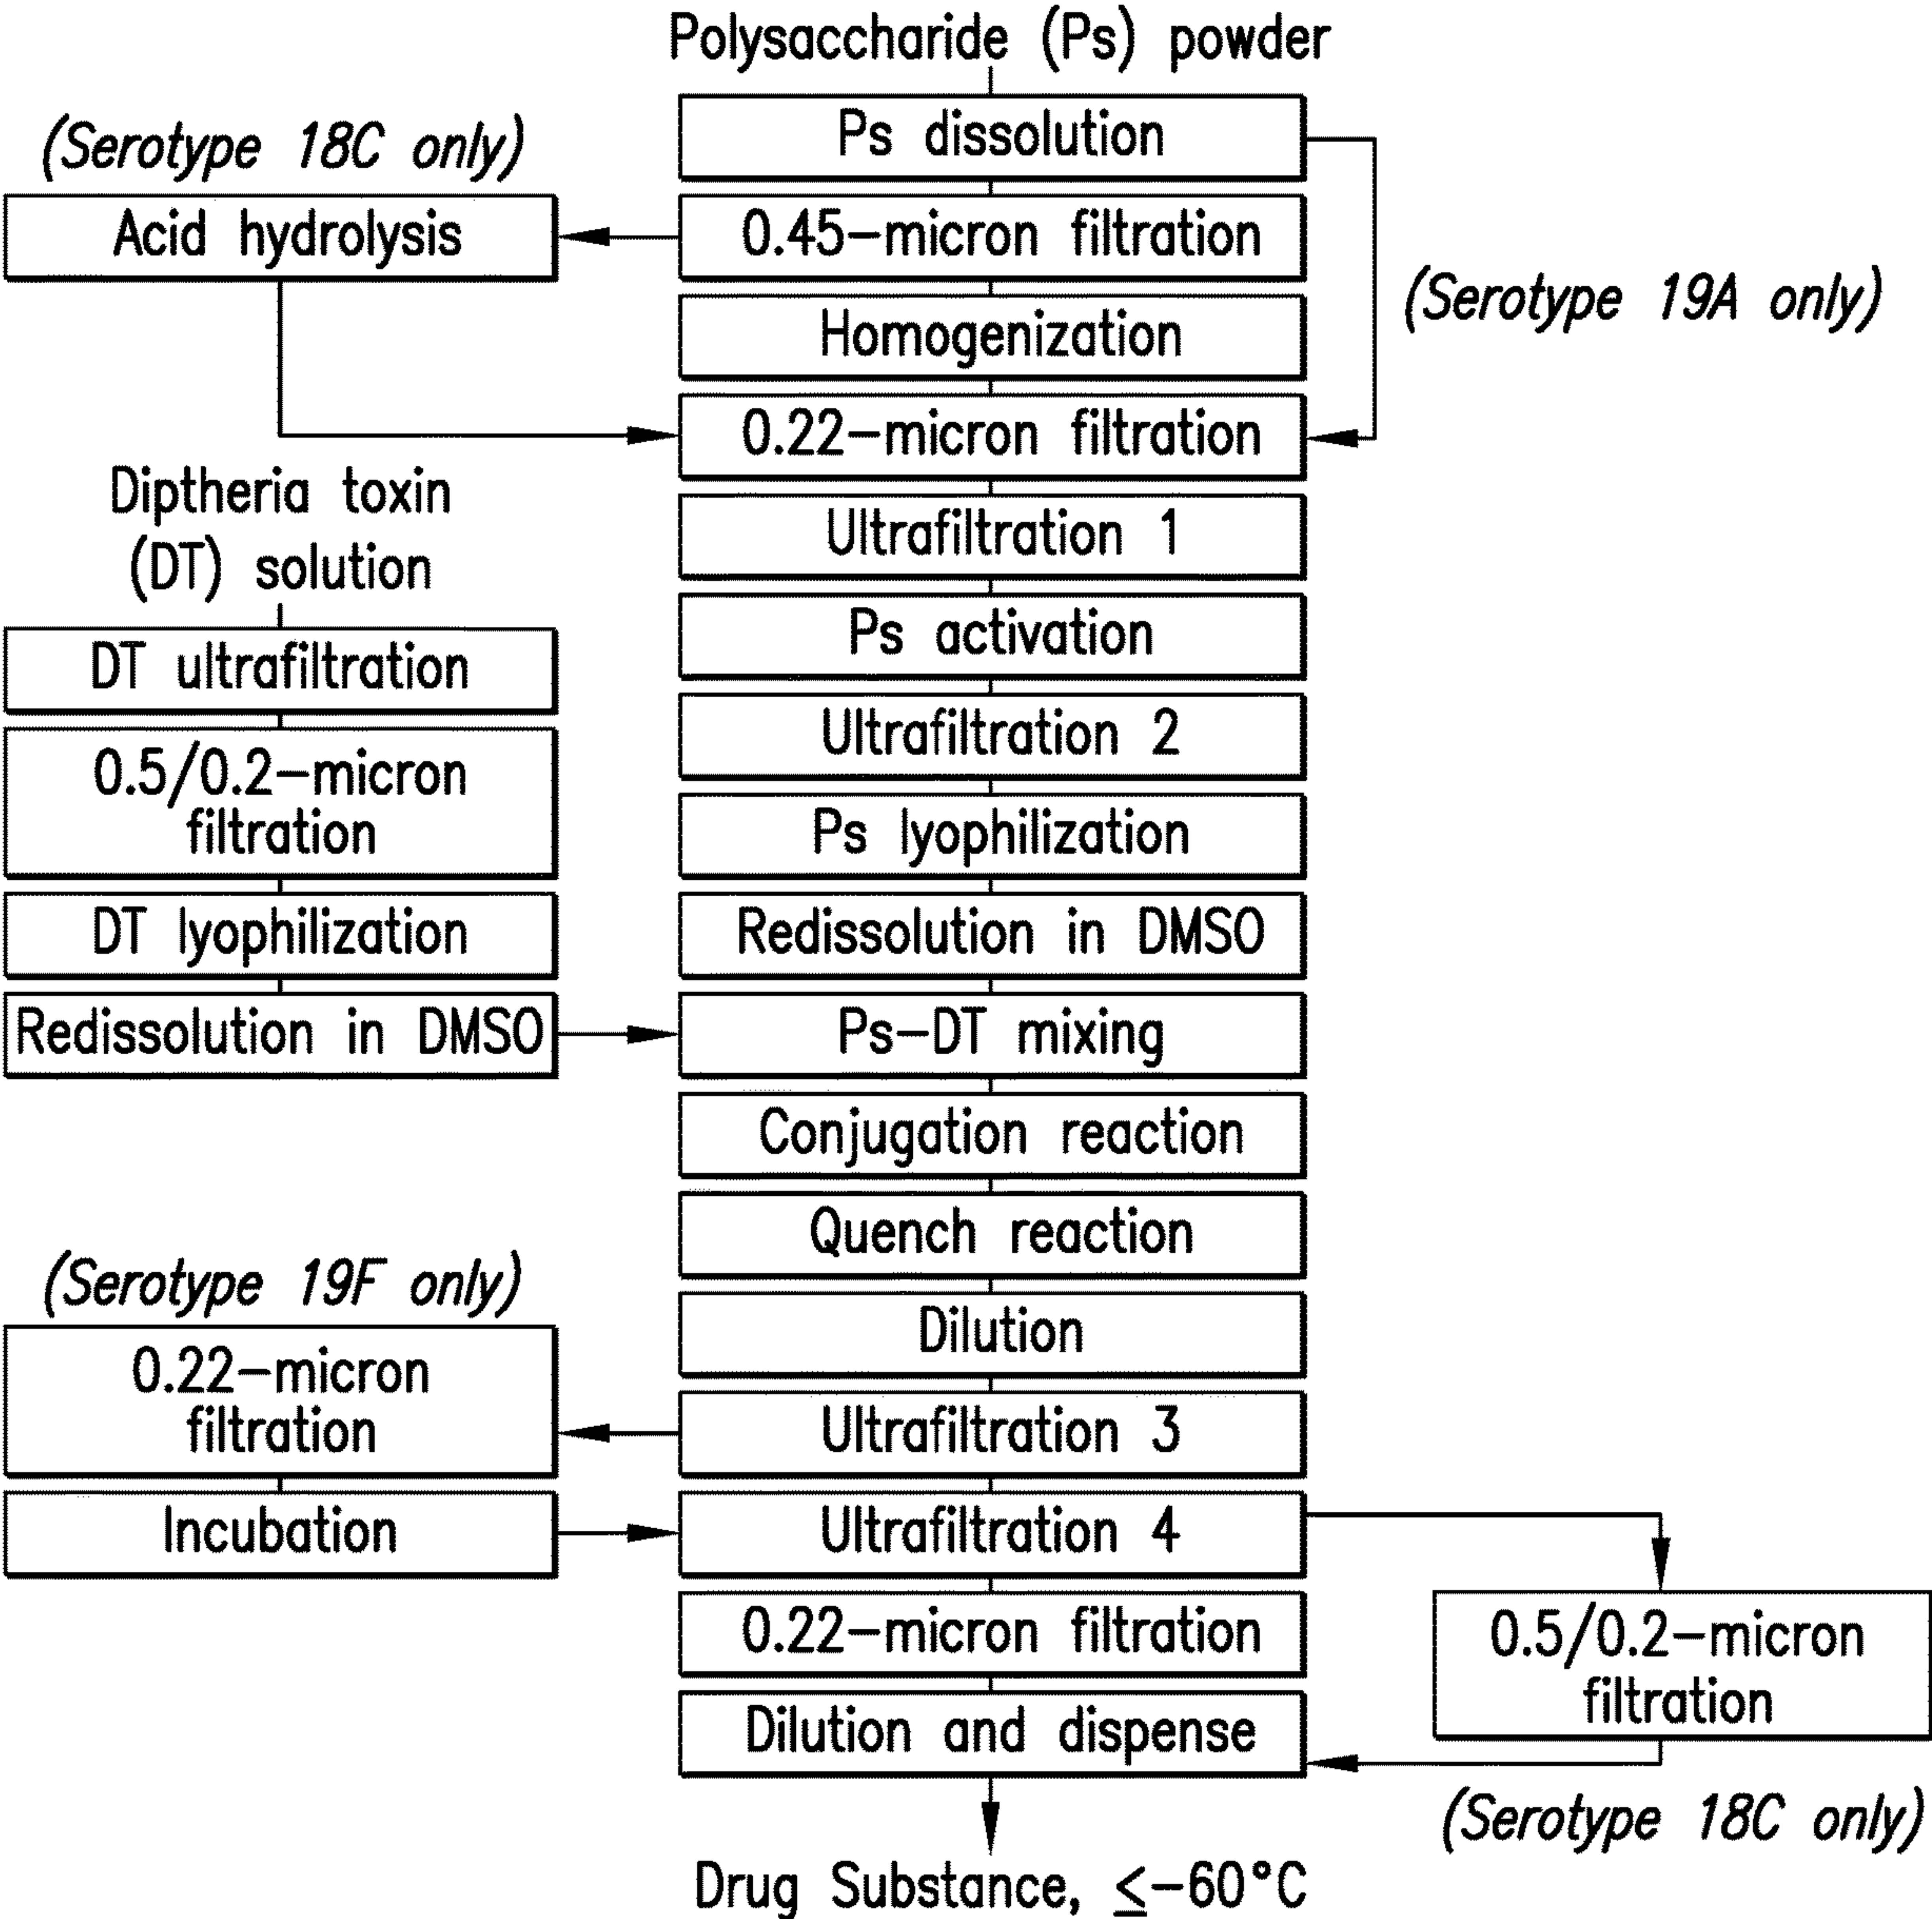 Polysaccharide (Ps) powder
Ps dissolution
(Serotype 18C only)
Acid hydrolysis
0.45-micron filtration
(Serotype 19A only)
Homogenization
0.22-micron filtration
Diptheria toxin
(DT) solution
Ultrafiltration 1
Ps activation
DT ultrafiltration
Ultrafiltration 2
0.5/0.2-micron
filtration
Ps lyophilization
DT lyophilization
Redissolution in DMSO
Redissolution in DMSO
Ps-DT mixing
Conjugation reaction
Quench reaction
(Serotype 19F only)
Dilution
0.22-micron
filtration
Ultrafiltration 3
Incubation
Ultrafiltration 4
0.22-micron filtration
0.5/0.2-micron
filtration
Dilution and dispense
(Serotype 18C only)
Drug Substance, ≤-60°C